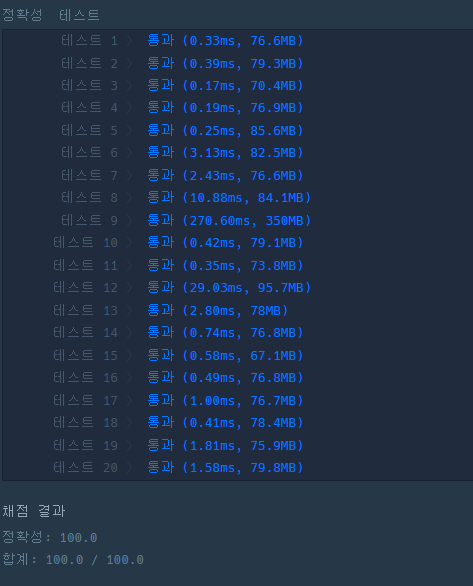 정확성 테스트
테스트 1 〉 통과 (0.33ms, 76.6MB)
테스트 2 〉 통과 (0.39ms, 79.3MB)
테스트 3 〉 통과 (0.17ms, 70.4MB)
테스트 4 〉 통과 (0.19ms, 76.9MB)
테스트 5 〉 통과 (0.25ms, 85.6MB)
테스트 6 〉 통과 (3.13ms, 82.5MB)
테스트 7 〉 통과 (2.43ms, 76.6MB)
테스트 8 〉 통과 (10.88ms, 84.1MB)
테스트 9 〉 통과 (270.60ms, 350MB)
테스트 10 〉 통과 (0.42ms, 79.1MB)
테스트 11 〉 통과 (0.35ms, 73.8MB)
테스트 12 〉 통과 (29.03ms, 95.7MB)
테스트 13 〉 통과 (2.80ms, 78MB)
테스트 14 〉 통과 (0.74ms, 76.8MB)
테스트 15 〉 통과 (0.58ms, 67.1MB)
테스트 16 〉 통과 (0.49ms, 76.8MB)
테스트 17 〉 통과 (1.00ms, 76.7MB)
테스트 18 〉 통과 (0.41ms, 78.4MB)
테스트 19 〉 통과 (1.81ms, 75.9MB)
테스트 20 〉 통과 (1.58ms, 79.8MB)
채점 결과
정확성: 100.0
합계: 100.0 / 100.0